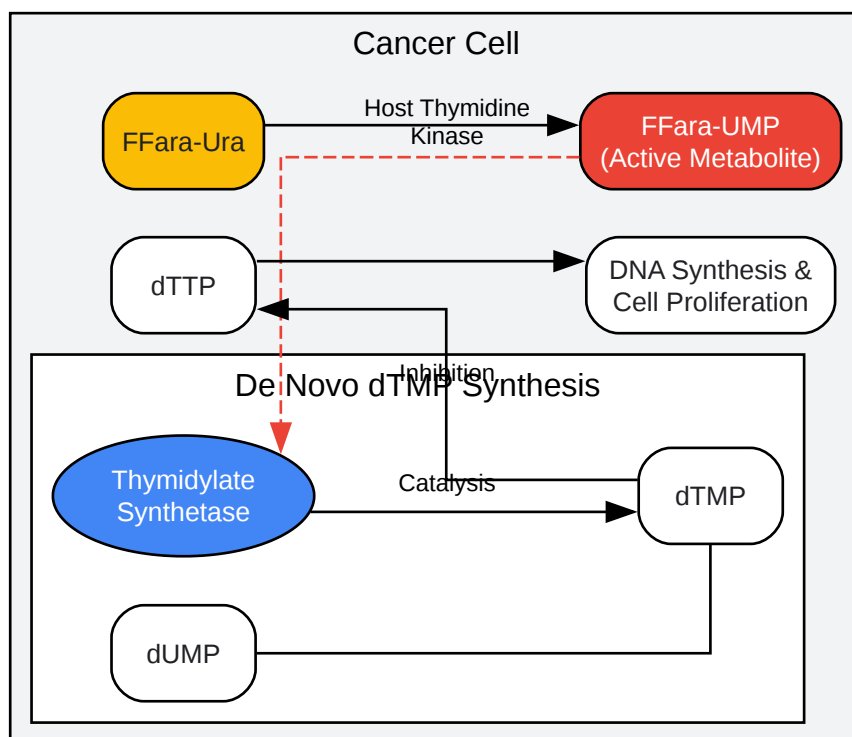 Cancer Cell
FFara-Ura
Host Thymidine
Kinase
FFara-UMP
(Active Metabolite)
dTTP
DNA Synthesis &
Cell Proliferation
Inhibition
De Novo dTMP Synthesis
Thymidylate
Synthetase
Catalysis
dTMP
dUMP